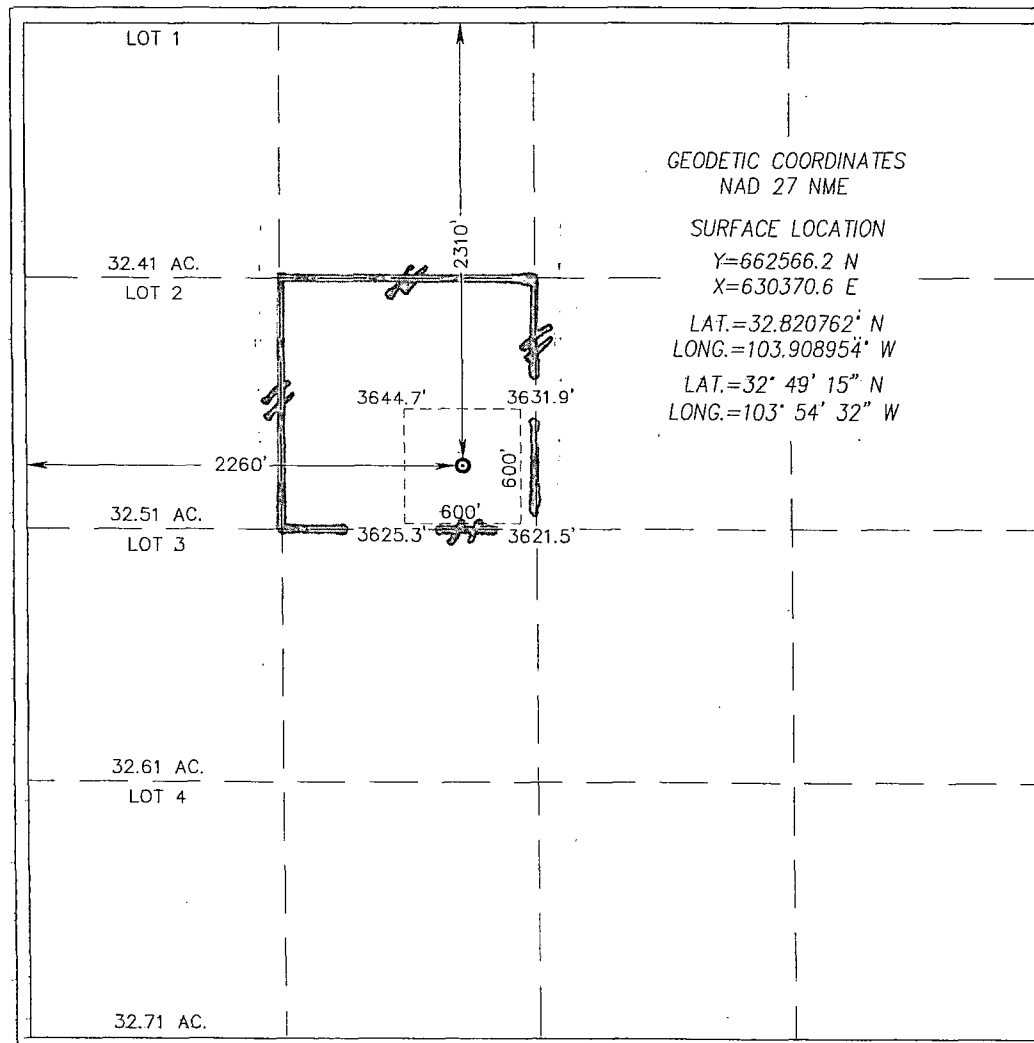 LOT 1
GEODETIC COORDINATES
NAD 27 NME
SURFACE LOCATION
Y=662566.2 N
X=630370.6 E
LAT.=32.820762° N
LONG.=103.908954° W
LAT.=32° 49' 15" N
LONG.=103° 54' 32" W
2310'
32.41 AC.
LOT 2
3644.7'
3631.9'
2260'
600'
600'
32.51 AC.
LOT 3
3625.3'
3621.5'
32.61 AC.
LOT 4
32.71 AC.